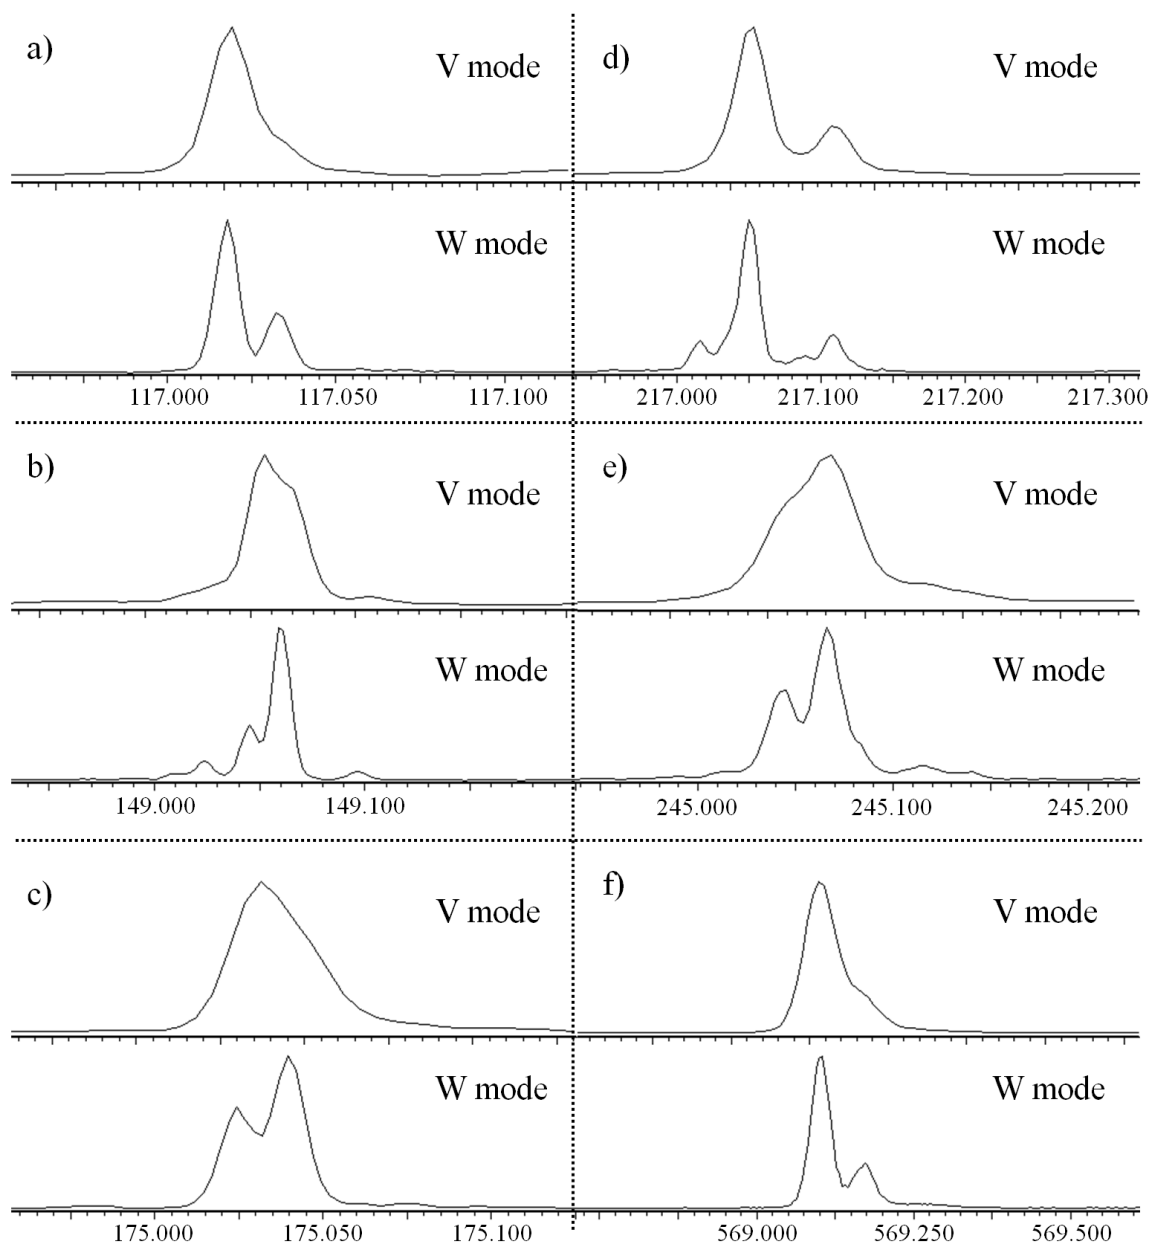 a)
V mode
W mode
117.000 117.050 117.100
d)
V mode
W mode
217.000 217.100 217.200 217.300
b)
V mode
W mode
149.000 149.100
e)
V mode
W mode
245.000 245.100 245.200
c)
V mode
W mode
175.000 175.050 175.100
f)
V mode
W mode
569.000 569.250 569.500